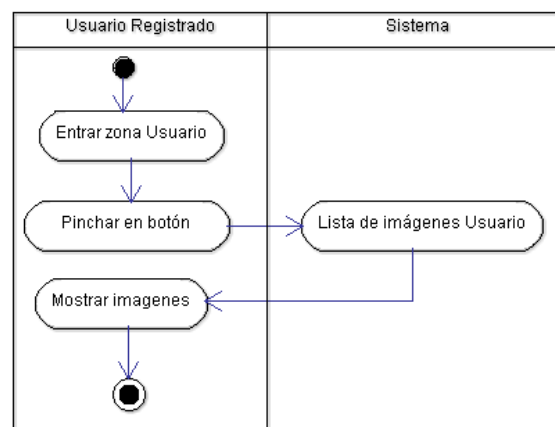 Usuario Registrado
Sistema
Entrar zona Usuario
Pinchar en botón
Lista de imágenes Usuario
Mostrar imagenes